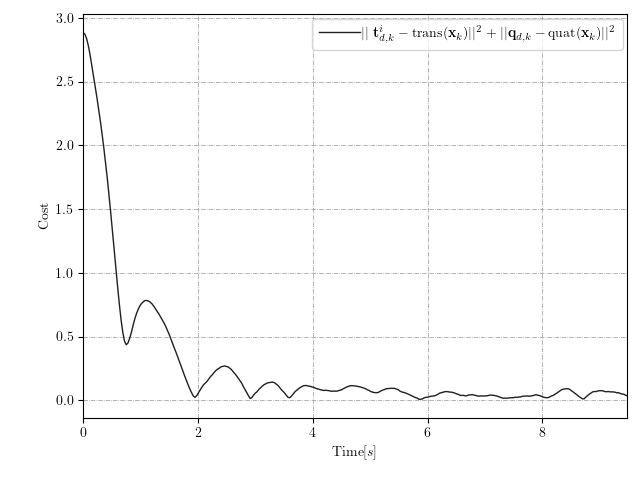 || t^i_{d,k} − trans(x_k)||² + ||q_{d,k} − quat(x_k)||²
3.0
2.5
2.0
1.5
1.0
0.5
0.0
Cost
0 2 4 6 8
Time[s]